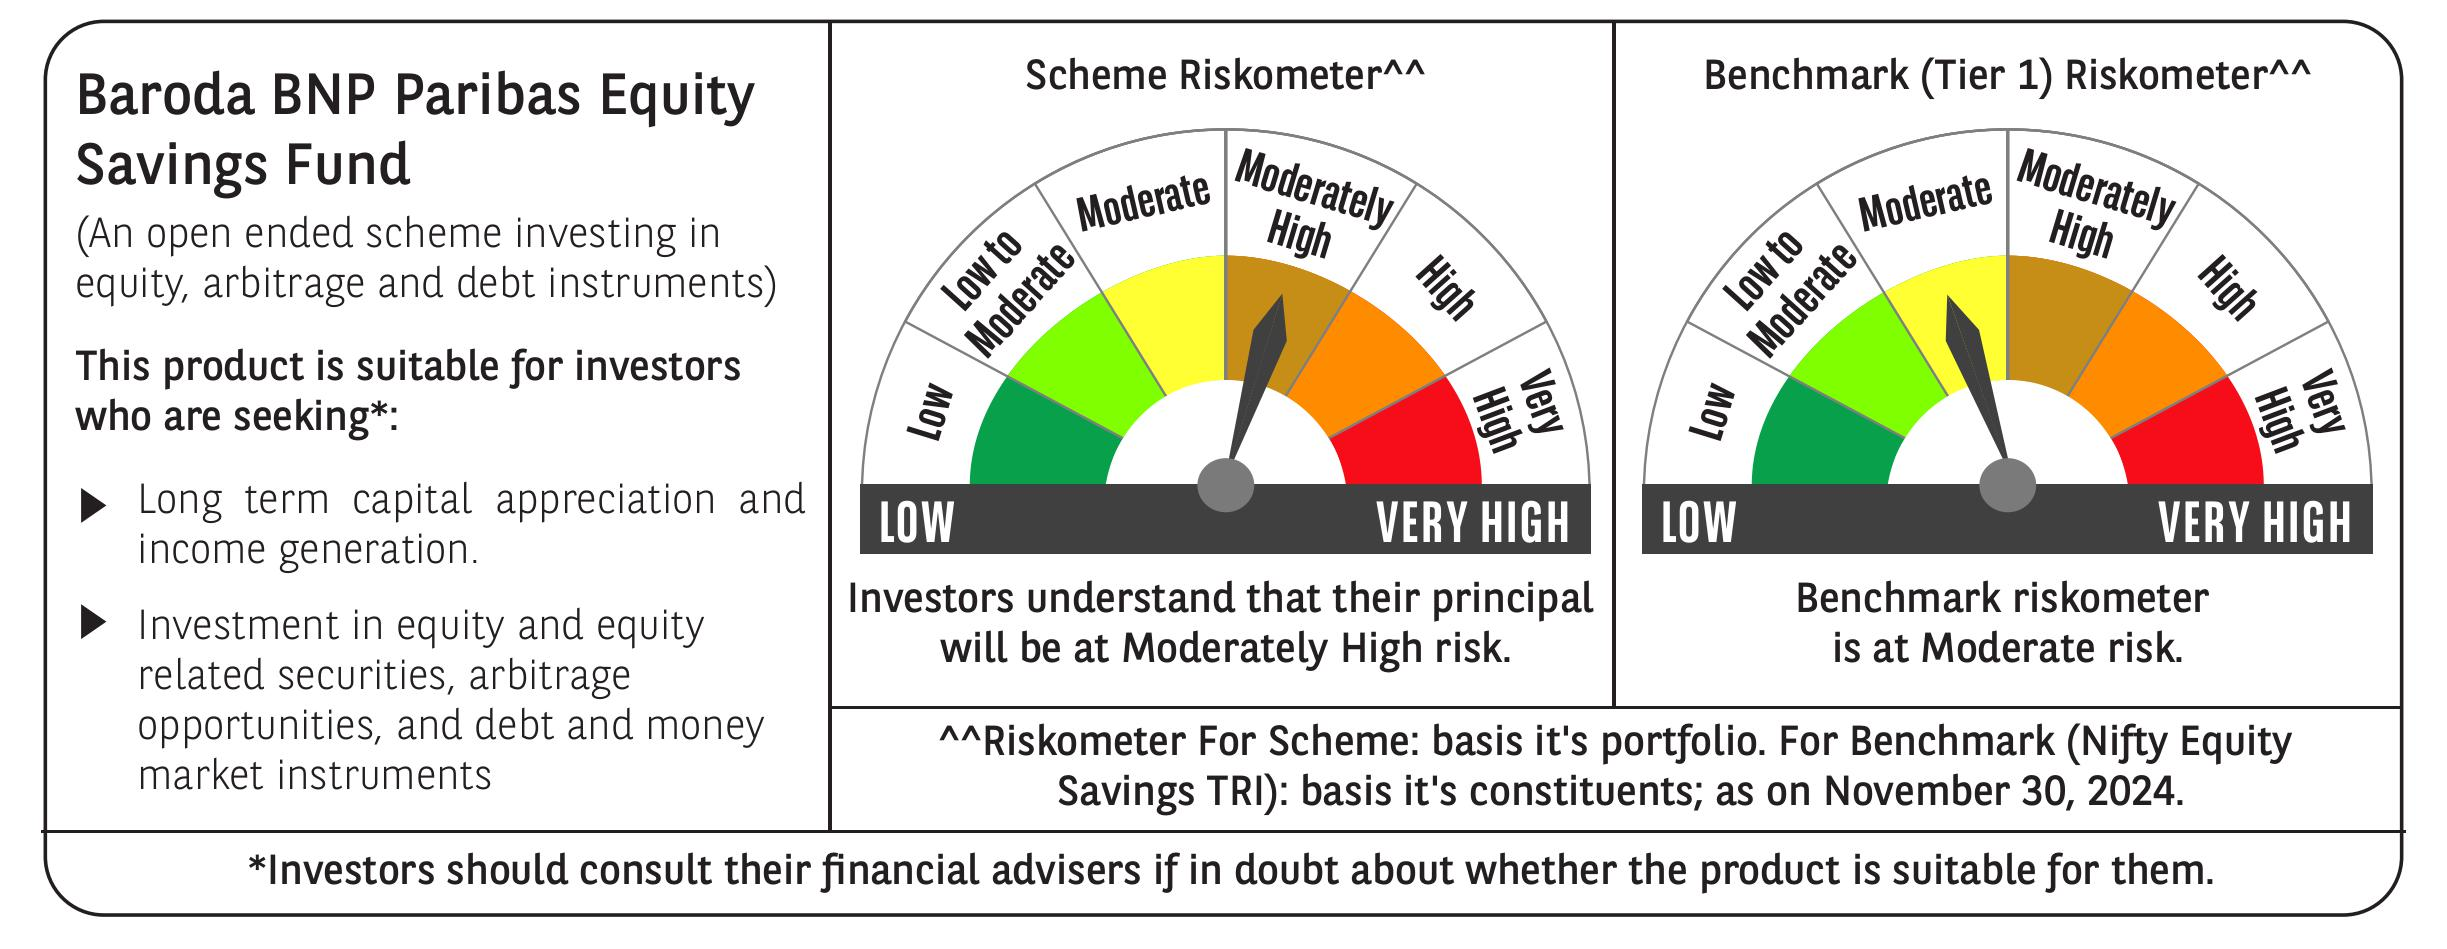 Baroda BNP Paribas Equity
Savings Fund
(An open ended scheme investing in
equity, arbitrage and debt instruments)
This product is suitable for investors
who are seeking*:
Long term capital appreciation and
income generation.
Investment in equity and equity
related securities, arbitrage
opportunities, and debt and money
market instruments
Scheme Riskometer^^
Low
Low to
Moderate
Moderate
Moderately
High
High
Very
High
LOW VERY HIGH
Investors understand that their principal
will be at Moderately High risk.
Benchmark (Tier 1) Riskometer^^
Low
Low to
Moderate
Moderate
Moderately
High
High
Very
High
LOW VERY HIGH
Benchmark riskometer
is at Moderate risk.
^^Riskometer For Scheme: basis it's portfolio. For Benchmark (Nifty Equity
Savings TRI): basis it's constituents; as on November 30, 2024.
*Investors should consult their financial advisers if in doubt about whether the product is suitable for them.